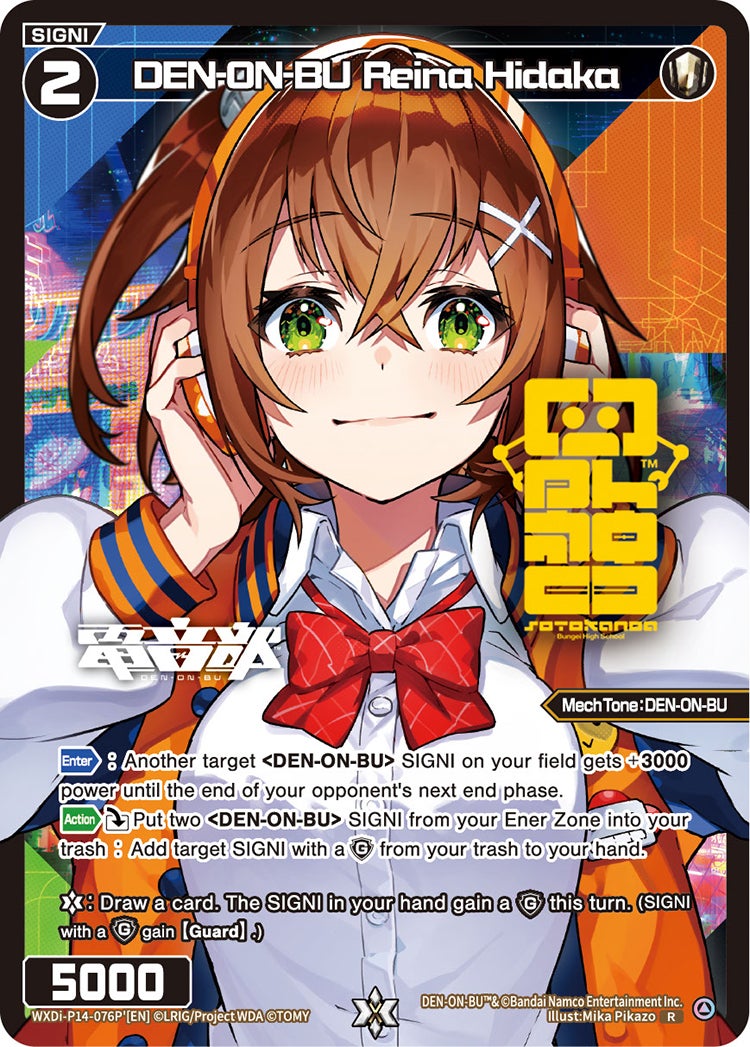 SIGNI
2
DEN-ON-BU Reina Hidaka
TM
SOTOKANDA
Bungei High School
電音部
DEN-ON-BU
MechTone:DEN-ON-BU
Enter : Another target <DEN-ON-BU> SIGNI on your field gets +3000
power until the end of your opponent's next end phase.
Action Put two <DEN-ON-BU> SIGNI from your Ener Zone into your
trash : Add target SIGNI with a G from your trash to your hand.
: Draw a card. The SIGNI in your hand gain a G this turn. (SIGNI
with a G gain 【Guard】.)
5000
WXDi-P14-076P'[EN] ©LRIG/Project WDA ©TOMY
DEN-ON-BU™& ©Bandai Namco Entertainment Inc.
Illust:Mika Pikazo R